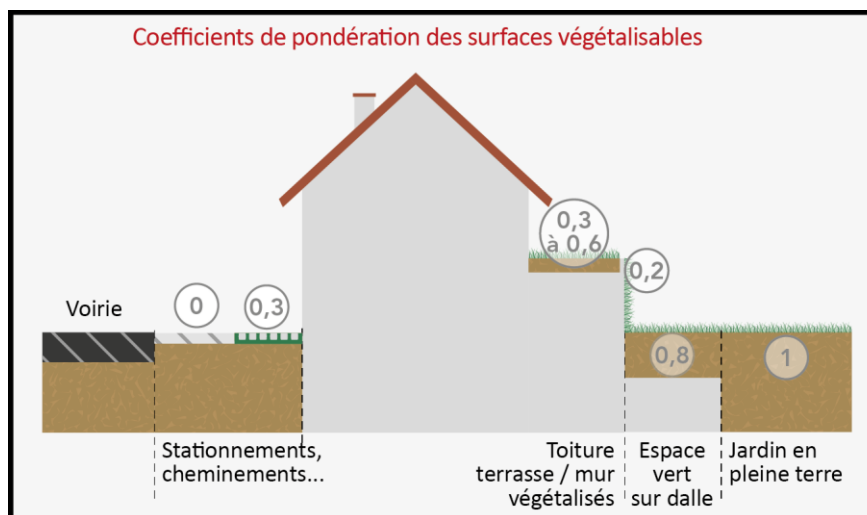 Coefficients de pondération des surfaces végétalisables
0,3
à 0,6
0,2
Voirie
0
0,3
0,8
1
Stationnements,
cheminements...
Toiture
terrasse / mur
végétalisés
Espace
vert
sur dalle
Jardin en
pleine terre